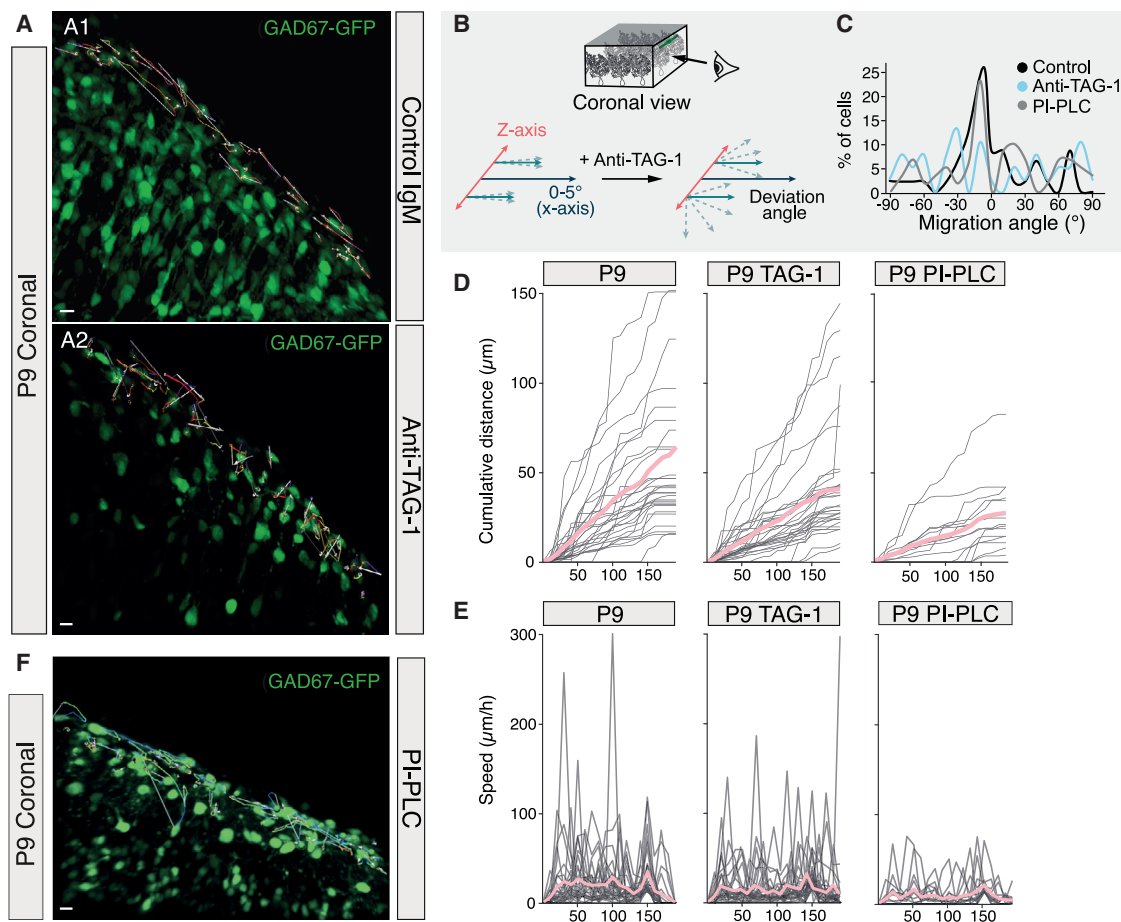 A
A1
(GAD67-GFP
Control IgM
P9 Coronal
A2
(GAD67-GFP
Anti-TAG-1
B
Coronal view
Z-axis
+ Anti-TAG-1
0-5°
(x-axis)
Deviation
angle
C
Control
Anti-TAG-1
PI-PLC
% of cells
25
20
15
10
5
0
-90 -60 -30 0 30 60 90
Migration angle (°)
D
P9
P9 TAG-1
P9 PI-PLC
Cumulative distance (µm)
150
100
50
0
50 100 150
50 100 150
50 100 150
E
P9
P9 TAG-1
P9 PI-PLC
Speed (µm/h)
300
200
100
0
50 100 150
50 100 150
50 100 150
F
(GAD67-GFP
P9 Coronal
PI-PLC